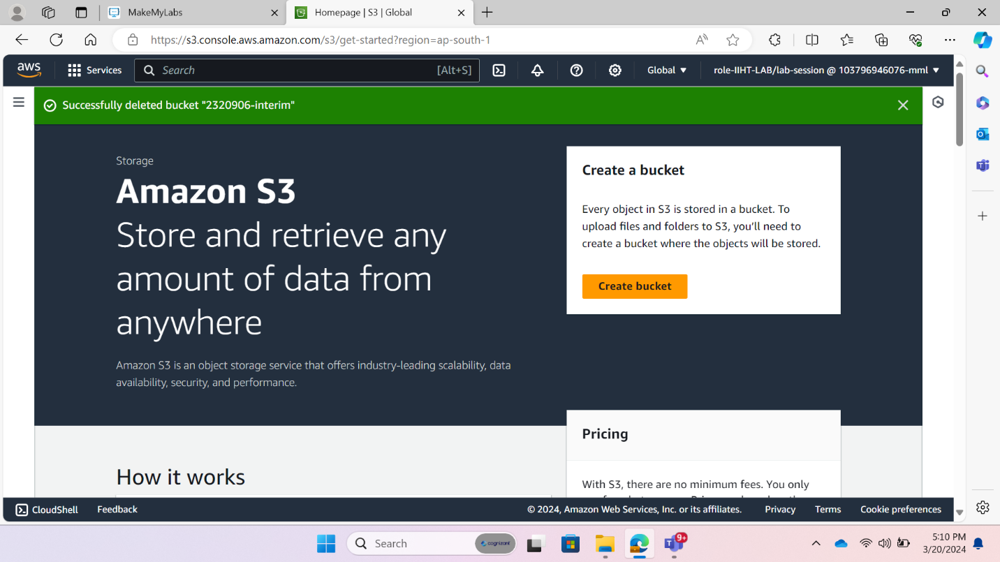 MakeMyLabs
Homepage | S3 | Global
https://s3.console.aws.amazon.com/s3/get-started?region=ap-south-1
aws
Services
Search
[Alt+S]
Global
role-IIHT-LAB/lab-session @ 103796946076-mml
Successfully deleted bucket "2320906-interim"
Storage
Amazon S3
Store and retrieve any
amount of data from
anywhere
Amazon S3 is an object storage service that offers industry-leading scalability, data
availability, security, and performance.
Create a bucket
Every object in S3 is stored in a bucket. To
upload files and folders to S3, you'll need to
create a bucket where the objects will be stored.
Create bucket
How it works
Pricing
With S3, there are no minimum fees. You only
CloudShell
Feedback
© 2024, Amazon Web Services, Inc. or its affiliates.
Privacy
Terms
Cookie preferences
Search
cognizant
9+
5:10 PM
3/20/2024